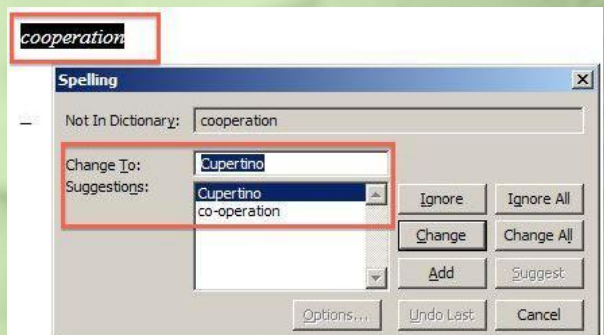 cooperation
Spelling
Not In Dictionary: cooperation
Change To: Cupertino
Suggestions: Cupertino
co-operation
Ignore Ignore All
Change Change All
Add Suggest
Options... Undo Last Cancel